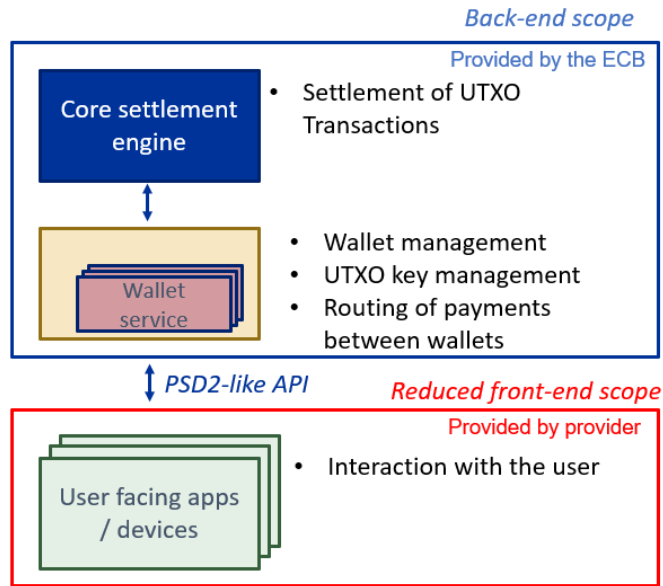 Back-end scope
Provided by the ECB
Core settlement
engine
• Settlement of UTXO
Transactions
Wallet
service
• Wallet management
• UTXO key management
• Routing of payments
between wallets
PSD2-like API
Reduced front-end scope
Provided by provider
User facing apps
/ devices
• Interaction with the user